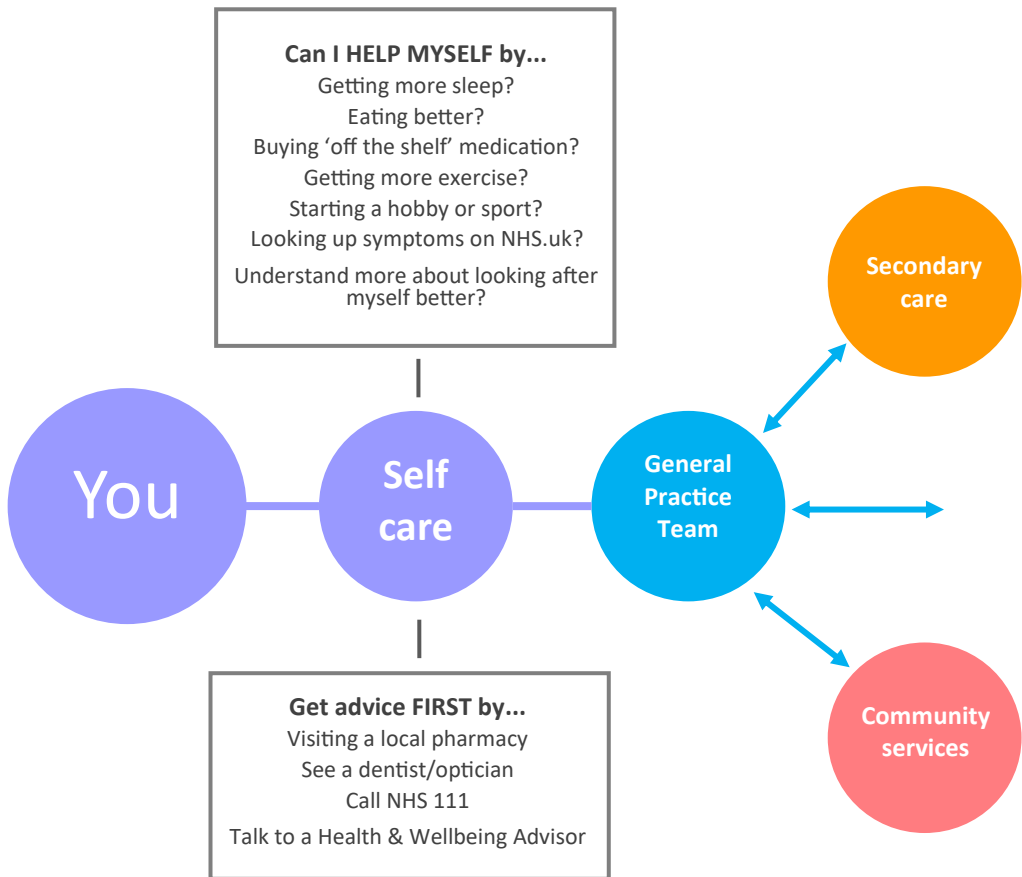 Can I HELP MYSELF by...
Getting more sleep?
Eating better?
Buying ‘off the shelf’ medication?
Getting more exercise?
Starting a hobby or sport?
Looking up symptoms on NHS.uk?
Understand more about looking after
myself better?
You
Self
care
General
Practice
Team
Secondary
care
Community
services
Get advice FIRST by...
Visiting a local pharmacy
See a dentist/optician
Call NHS 111
Talk to a Health & Wellbeing Advisor